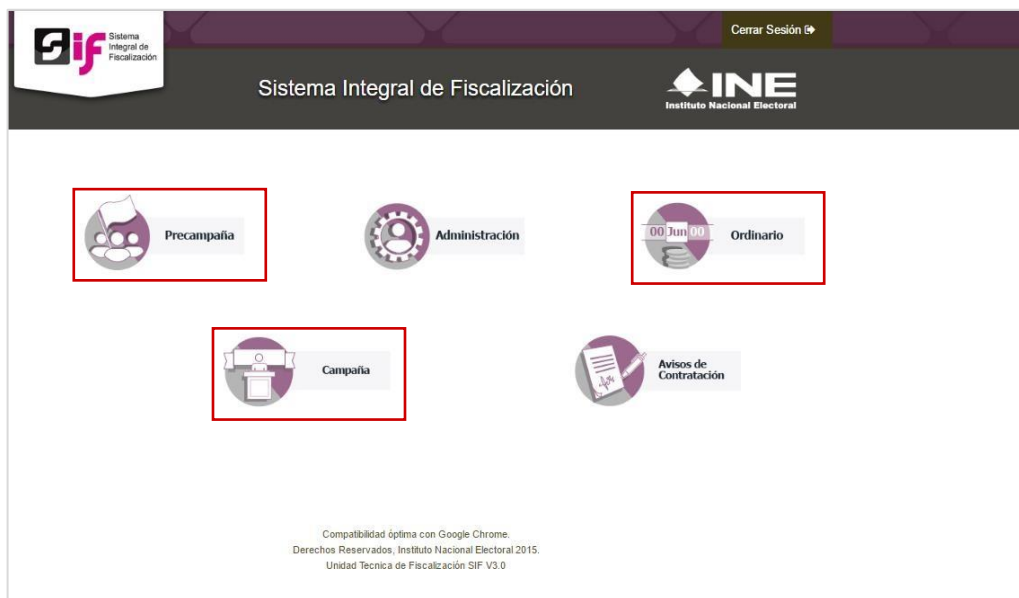 Cerrar Sesión
Sif
Sistema
Integral de
Fiscalización
Sistema Integral de Fiscalización
INE
Instituto Nacional Electoral
Precampaña
Administración
00 Jun 00
Ordinario
Campaña
Avisos de
Contratación
Compatibilidad óptima con Google Chrome.
Derechos Reservados, Instituto Nacional Electoral 2015.
Unidad Tecnica de Fiscalización SIF V3.0